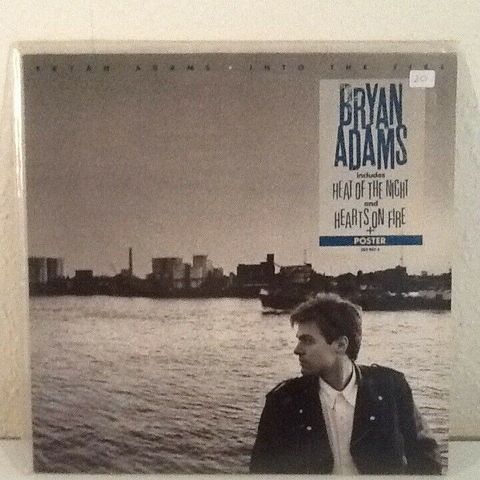 BRYAN ADAMS • INTO THE FIRE
20
BRYAN
ADAMS
includes
HEAT OF THE NIGHT
and
HEARTS ON FIRE
+
POSTER